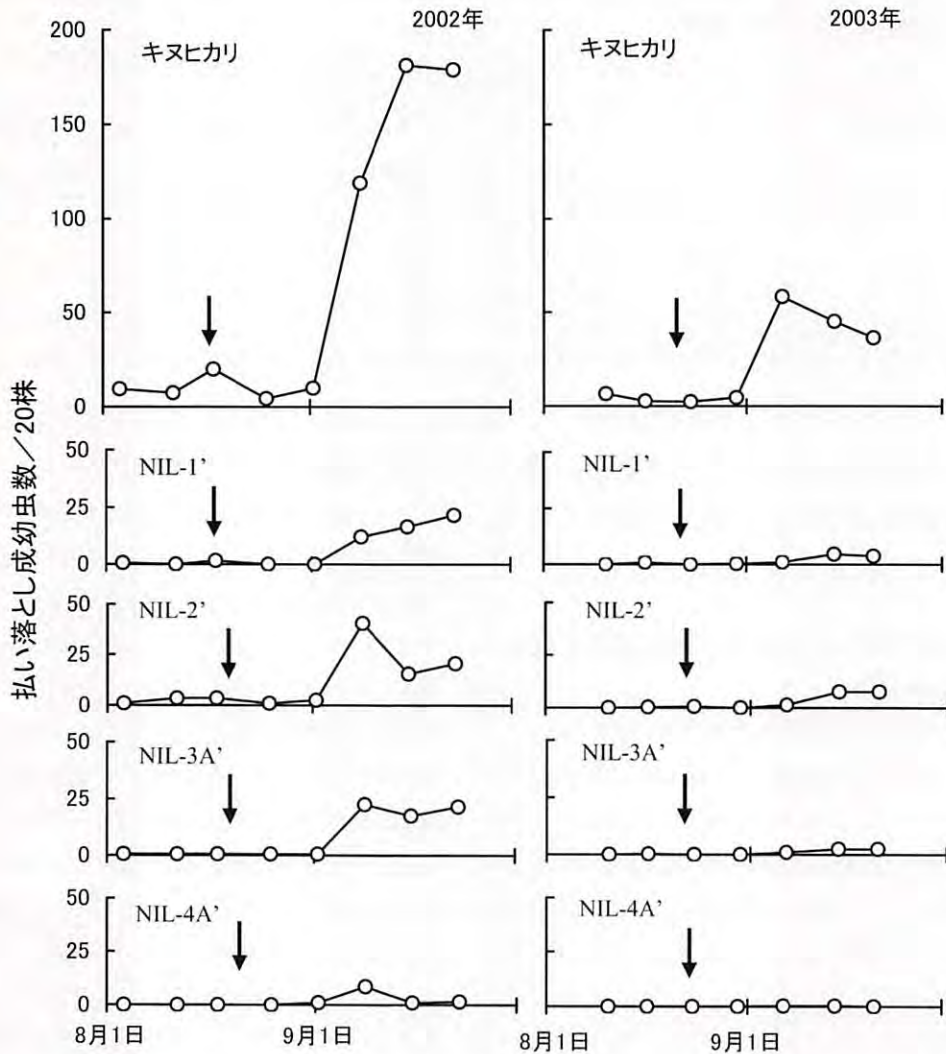 2002年
キヌヒカリ
200
150
100
50
0
2003年
キヌヒカリ
払い落とし成幼虫数／20株
NIL-1’
50
25
0
NIL-1’
NIL-2’
50
25
0
NIL-2’
NIL-3A’
50
25
0
NIL-3A’
NIL-4A’
50
25
0
NIL-4A’
8月1日
9月1日
8月1日
9月1日